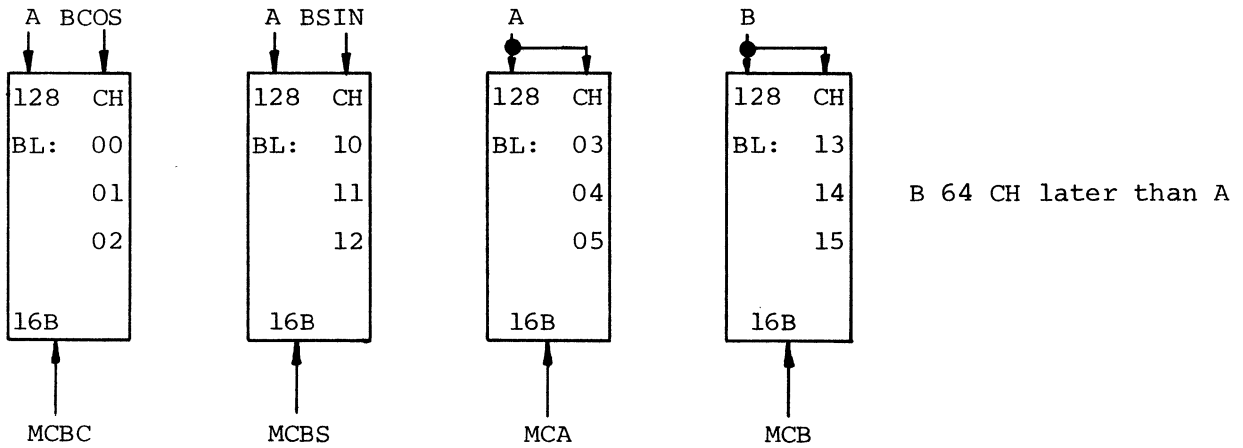 A BCOS A BSIN A B
128 CH 128 CH 128 CH 128 CH
BL: 00 BL: 10 BL: 03 BL: 13
01 11 04 14 B 64 CH later than A
02 12 05 15
16B 16B 16B 16B
MCBC MCBS MCA MCB